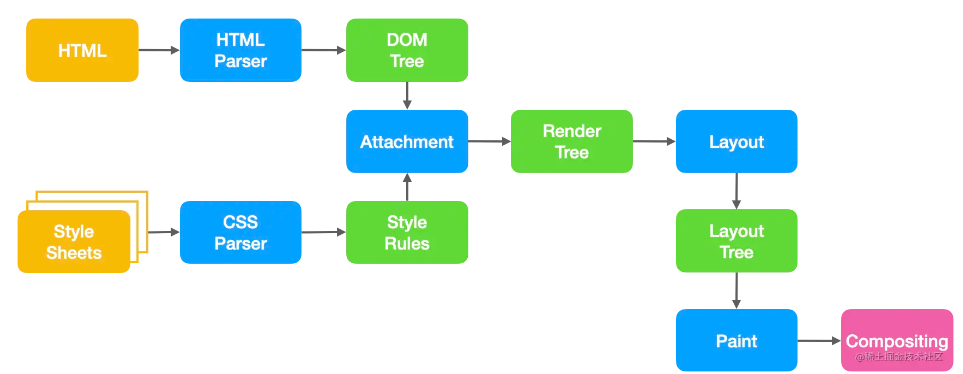 HTML
HTML
Parser
DOM
Tree
Attachment
Render
Tree
Layout
Style
Sheets
CSS
Parser
Style
Rules
Layout
Tree
Paint
Compositing
@稀土掘金技术社区